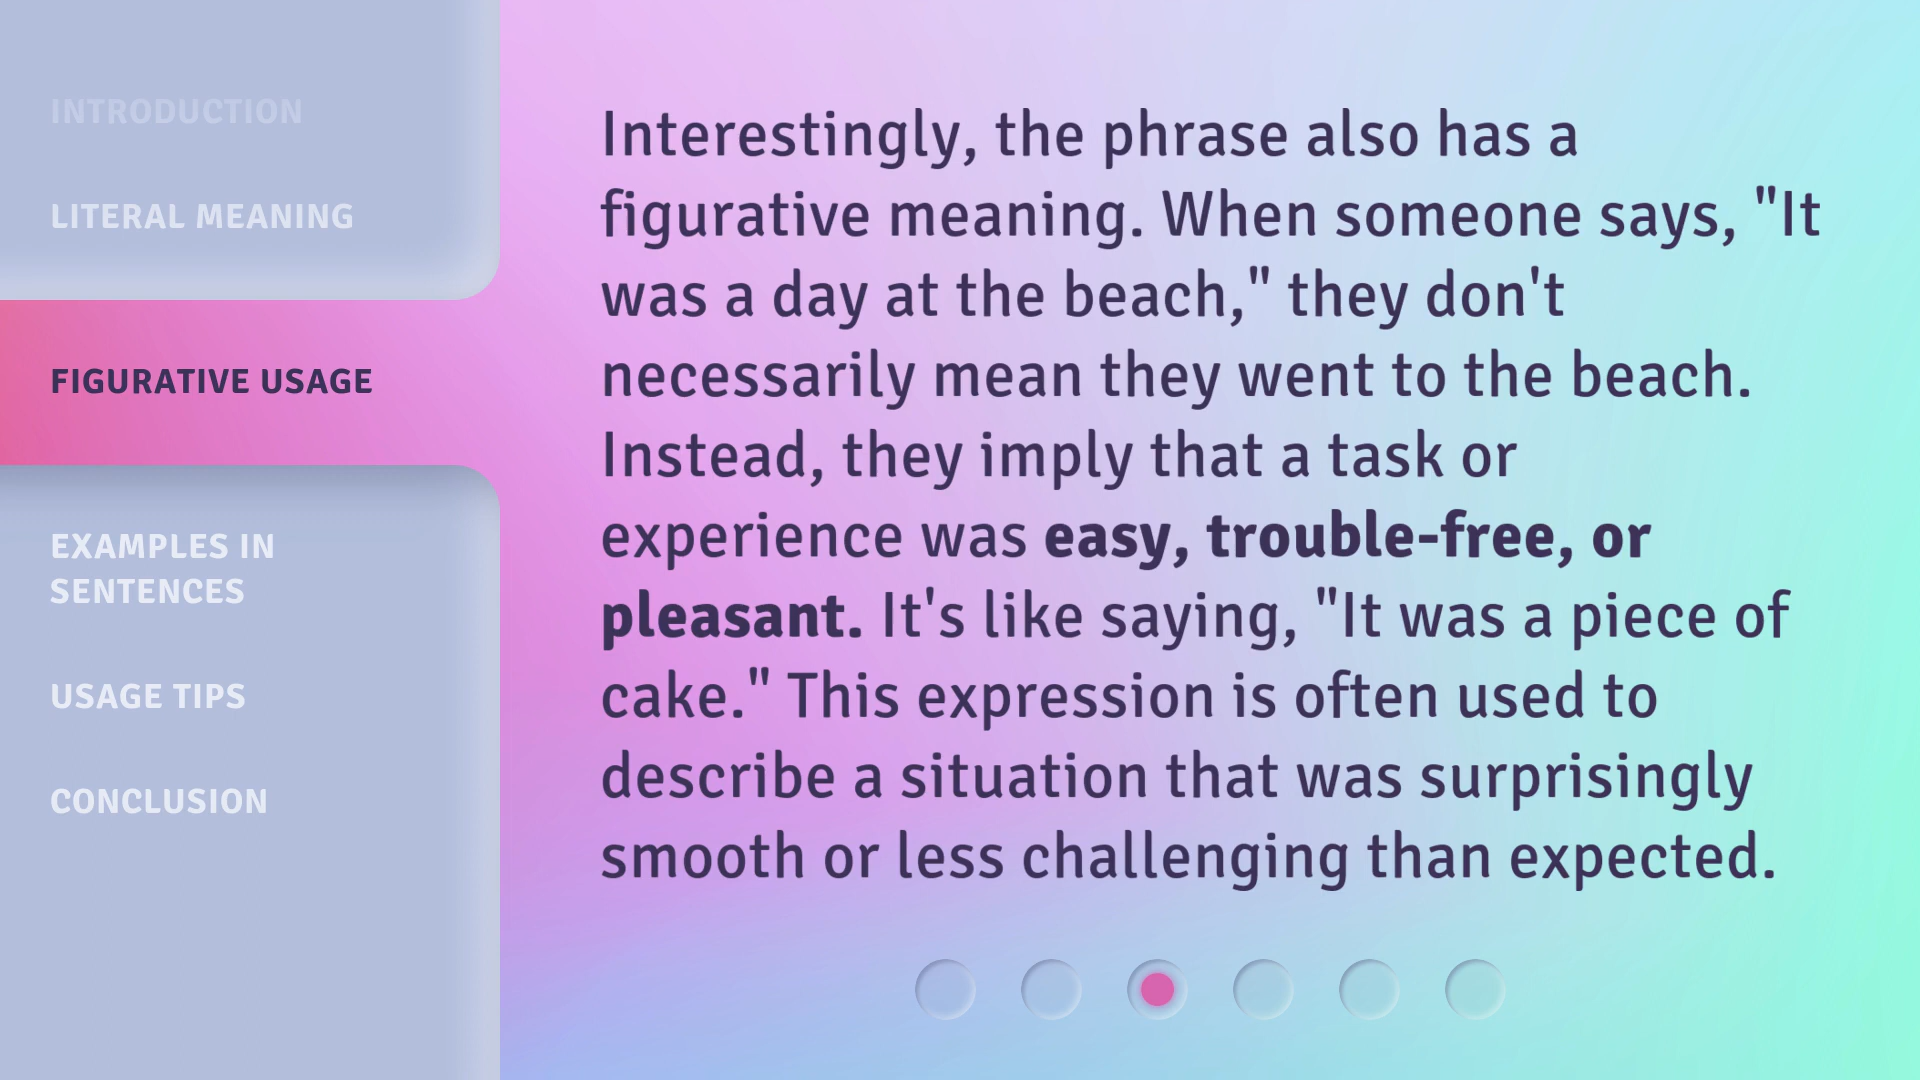 INTRODUCTION
LITERAL MEANING
FIGURATIVE USAGE
EXAMPLES IN
SENTENCES
USAGE TIPS
CONCLUSION
Interestingly, the phrase also has a
figurative meaning. When someone says, "It
was a day at the beach," they don't
necessarily mean they went to the beach.
Instead, they imply that a task or
experience was easy, trouble-free, or
pleasant. It's like saying, "It was a piece of
cake." This expression is often used to
describe a situation that was surprisingly
smooth or less challenging than expected.